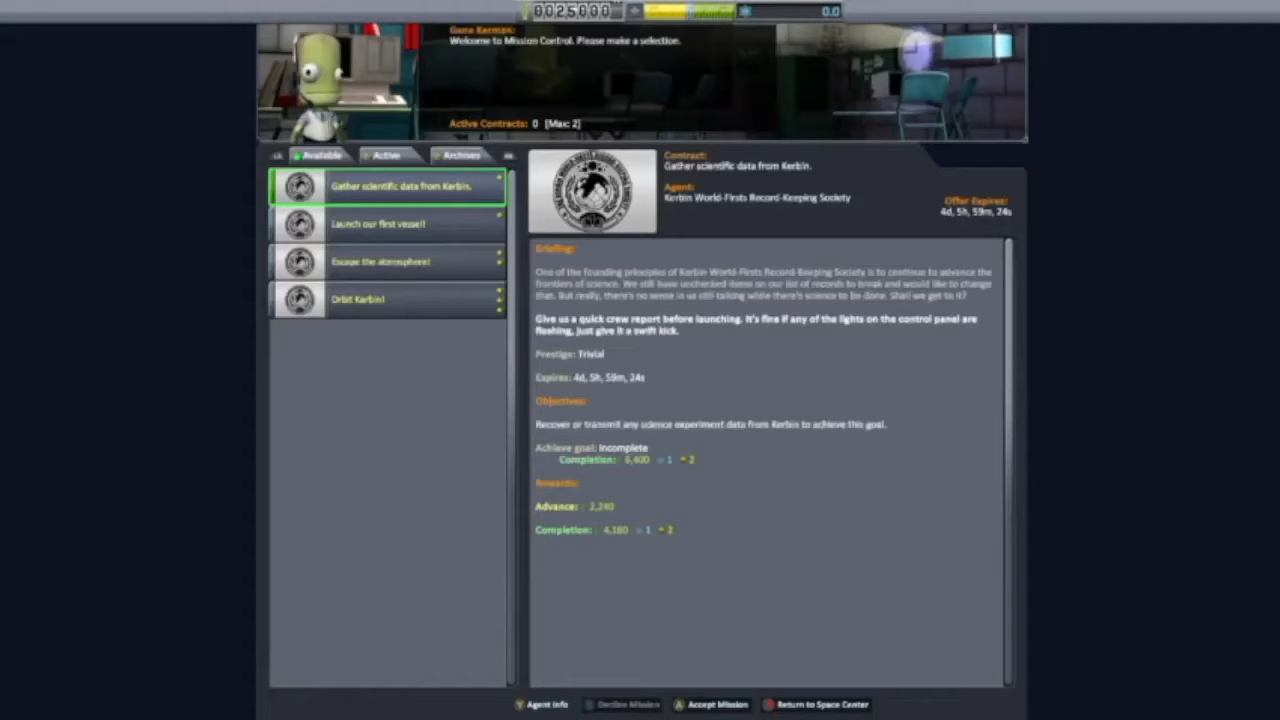 0025000
0.0
Gene Kerman:
Welcome to Mission Control. Please make a selection.
Active Contracts: 0 [Max: 2]
Available
Active
Archives
Gather scientific data from Kerbin.
Launch our first vessel!
Escape the atmosphere!
Orbit Kerbin!
Contract:
Gather scientific data from Kerbin.
Agent:
Kerbin World-Firsts Record-Keeping Society
Offer Expires:
4d, 5h, 59m, 24s
Briefing:
One of the founding principles of Kerbin World-Firsts Record-Keeping Society is to continue to advance the
frontiers of science. We still have unchecked items on our list of records to break and would like to change
that. But really, there's no sense in us still talking while there's science to be done. Shall we get to it?
Give us a quick crew report before launching. It's fine if any of the lights on the control panel are
flashing, just give it a swift kick.
Prestige: Trivial
Expires: 4d, 5h, 59m, 24s
Objectives:
Recover or transmit any science experiment data from Kerbin to achieve this goal.
Achieve goal: Incomplete
Completion: 6,400 1 2
Rewards:
Advance: 2,240
Completion: 1
Y Agent Info
Decline Mission
A Accept Mission
Return to Space Center